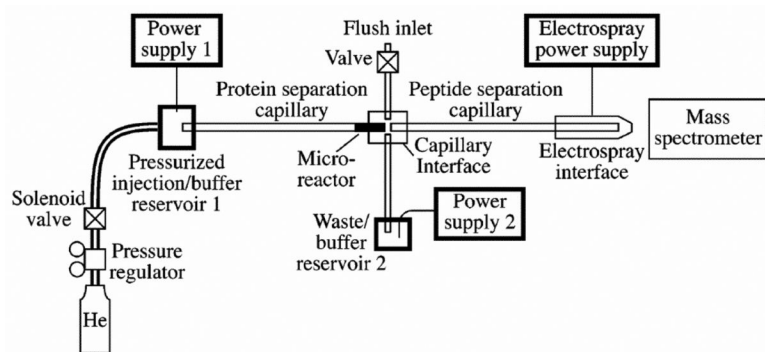 Power
supply 1
Flush inlet
Valve
Electrospray
power supply
Protein separation
capillary
Peptide separation
capillary
Mass
spectrometer
Micro-
reactor
Capillary
Interface
Electrospray
interface
Pressurized
injection/buffer
reservoir 1
Solenoid
valve
Waste/
buffer
reservoir 2
Power
supply 2
Pressure
regulator
He